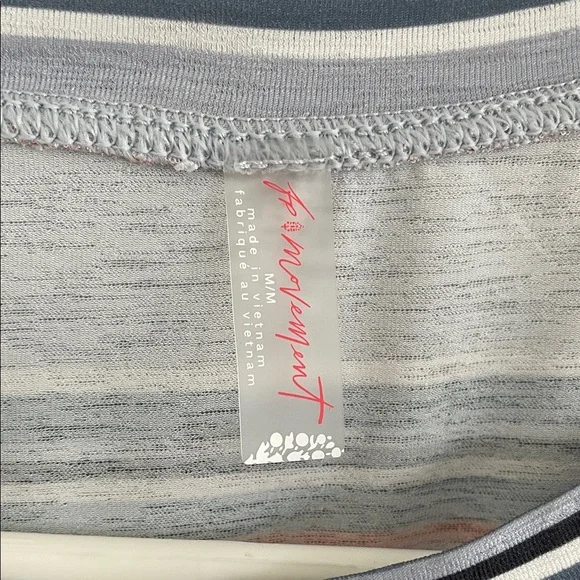 fp movement
M/M
made in vietnam
fabriqué au vietnam